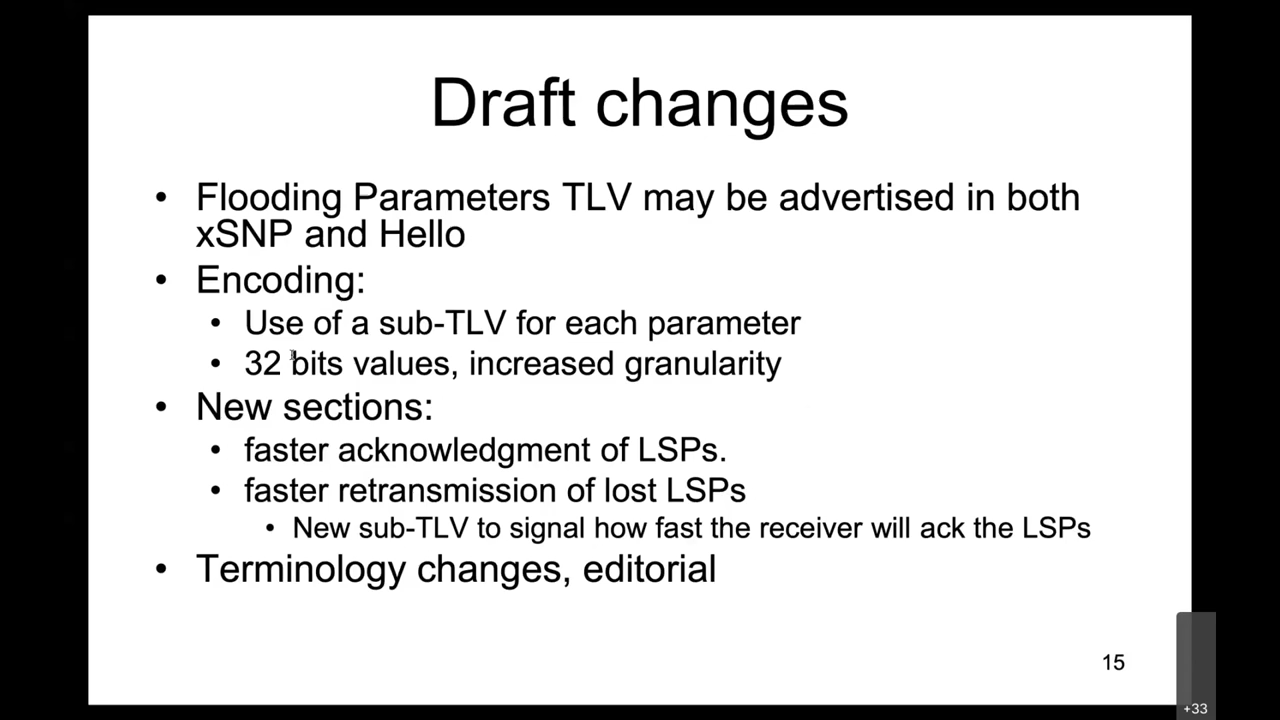 Draft changes
• Flooding Parameters TLV may be advertised in both
xSNP and Hello
• Encoding:
• Use of a sub-TLV for each parameter
• 32 bits values, increased granularity
• New sections:
• faster acknowledgment of LSPs.
• faster retransmission of lost LSPs
• New sub-TLV to signal how fast the receiver will ack the LSPs
• Terminology changes, editorial
15
+33